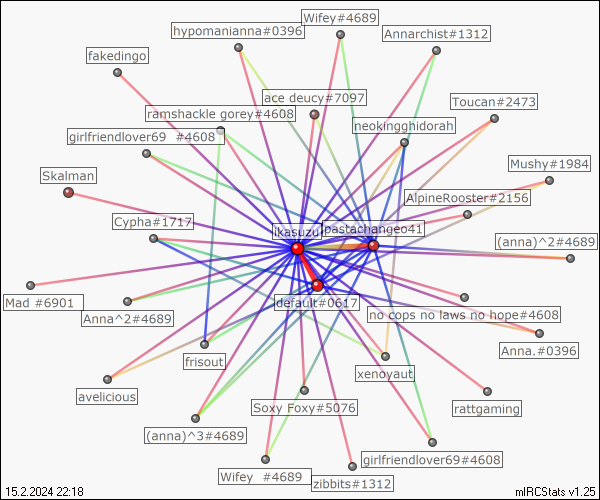 Wifey#4689
hypomanianna#0396
Annarchist#1312
fakedingo
ace deucy#7097
Toucan#2473
ramshackle gorey#4608
neokingghidorah
girlfriendlover69 #4608
Mushy#1984
Skalman
AlpineRooster#2156
Cypha#1717
ikasuzu
pastachangeo41
(anna)^2#4689
Mad #6901
default#0617
Anna^2#4689
no cops no laws no hope#4608
Anna.#0396
frisout
xenoyaut
avelicious
Soxy Foxy#5076
rattgaming
(anna)^3#4689
girlfriendlover69#4608
Wifey #4689
zibbits#1312
15.2.2024 22:18
mIRCStats v1.25